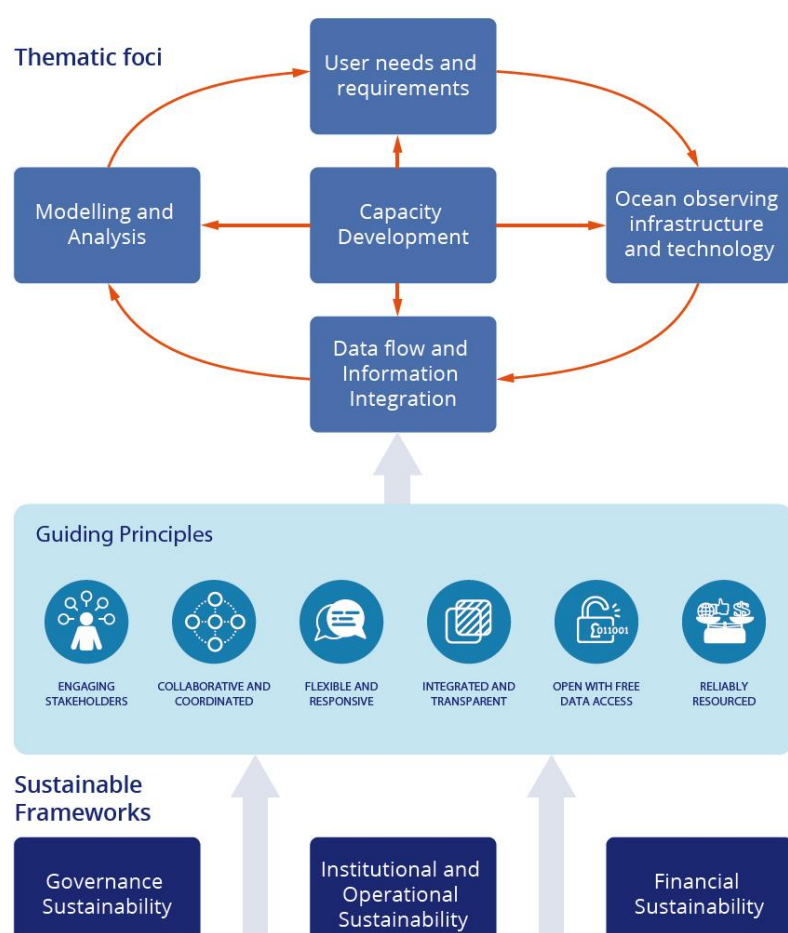 Thematic foci
User needs and
requirements
Modelling and
Analysis
Capacity
Development
Ocean observing
infrastructure
and technology
Data flow and
Information
Integration
Guiding Principles
011001
ENGAGING
STAKEHOLDERS
COLLABORATIVE AND
COORDINATED
FLEXIBLE AND
RESPONSIVE
INTEGRATED AND
TRANSPARENT
OPEN WITH FREE
DATA ACCESS
RELIABLY
RESOURCED
Sustainable
Frameworks
Governance
Sustainability
Institutional and
Operational
Sustainability
Financial
Sustainability